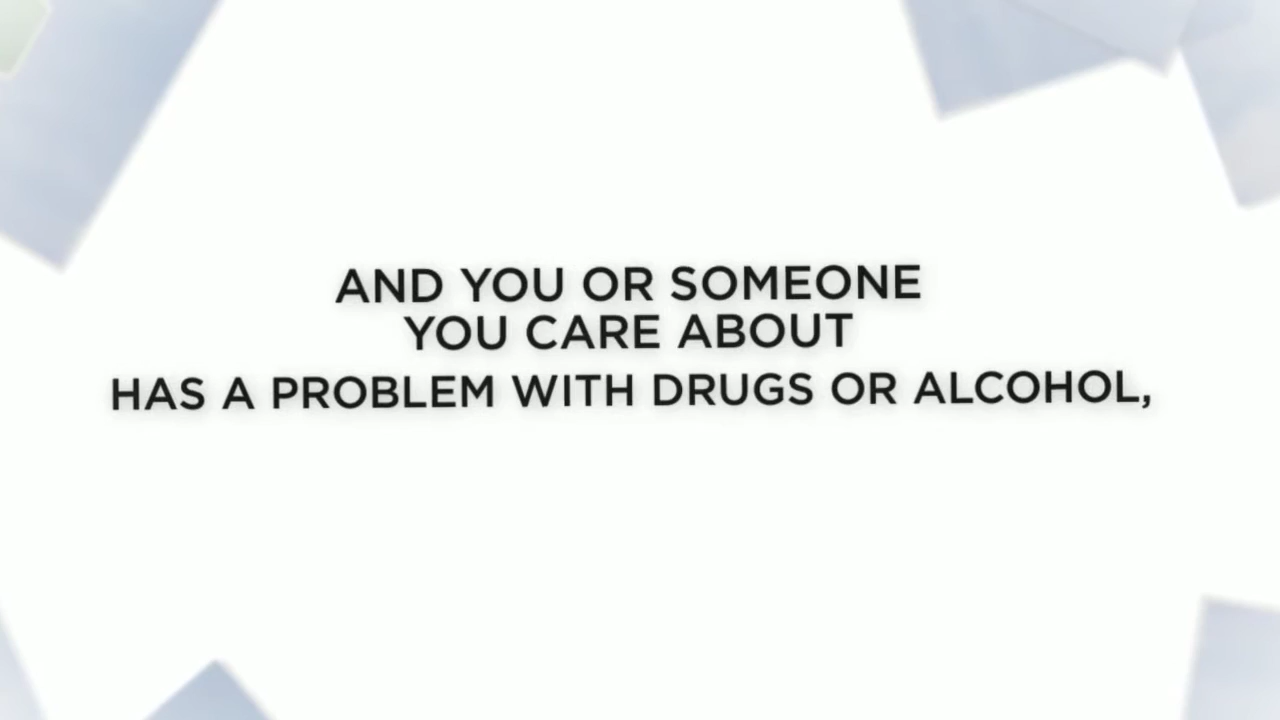 AND YOU OR SOMEONE
YOU CARE ABOUT
HAS A PROBLEM WITH DRUGS OR ALCOHOL,